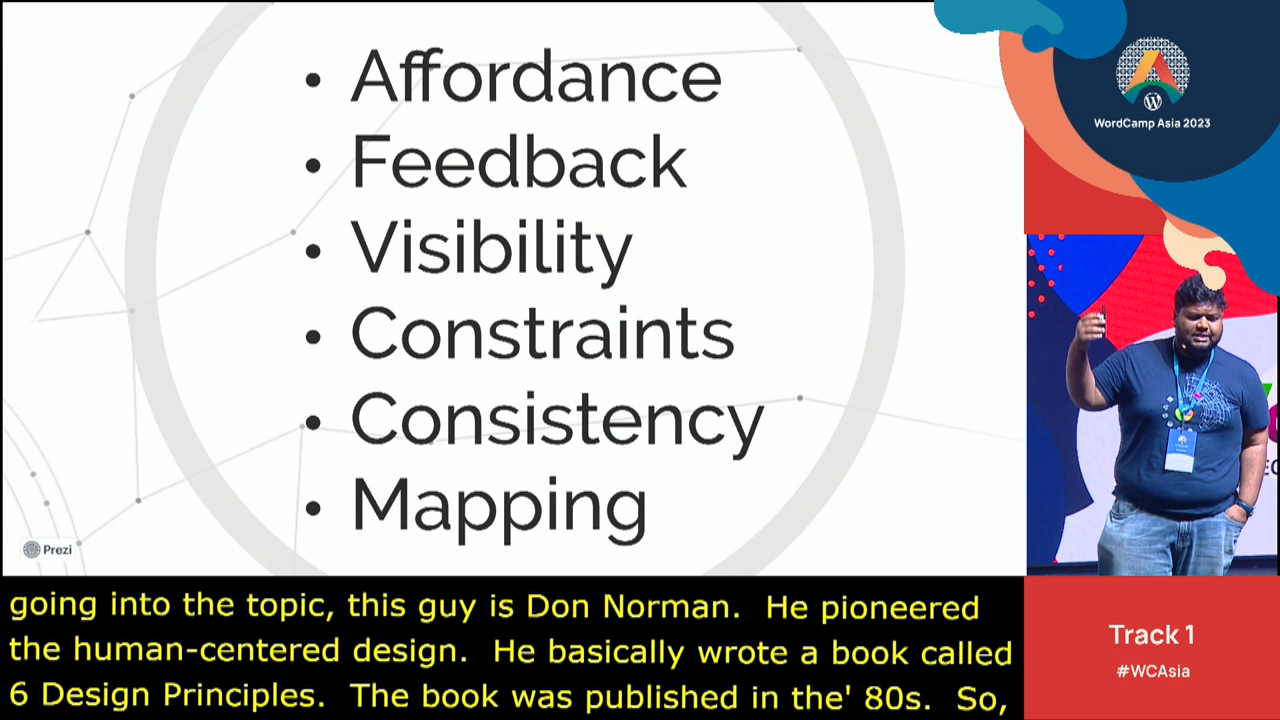 • Affordance
• Feedback
• Visibility
• Constraints
• Consistency
• Mapping
Prezi
WordCamp Asia 2023
going into the topic, this guy is Don Norman.  He pioneered
the human-centered design.  He basically wrote a book called
6 Design Principles.  The book was published in the' 80s.  So,
Track 1
#WCAsia